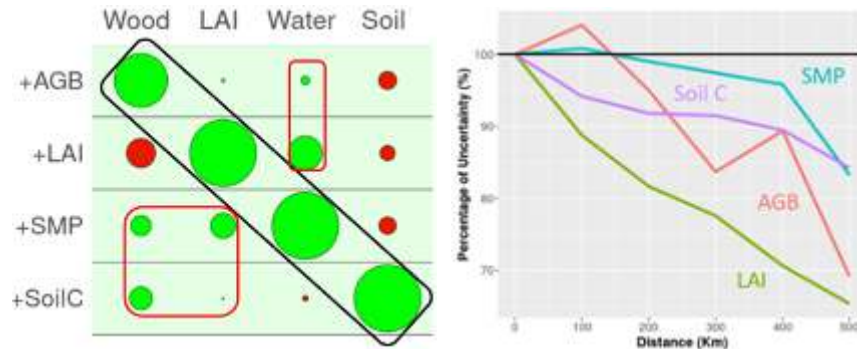 Wood LAI Water Soil
+AGB
+LAI
+SMP
+SoilC
Percentage of Uncertainty (%)
100
90
80
70
SMP
Soil C
AGB
LAI
0 100 200 300 400 500
Distance (Km)